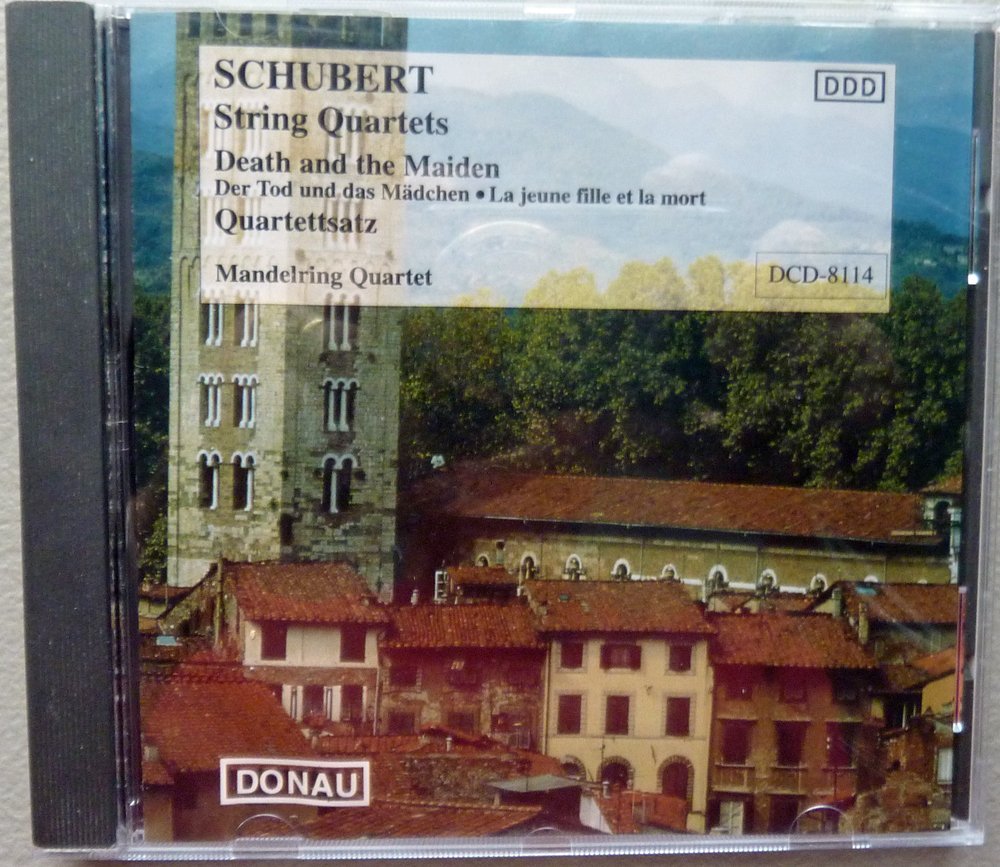 SCHUBERT
DDD
String Quartets
Death and the Maiden
Der Tod und das Mädchen • La jeune fille et la mort
Quartettsatz
Mandelring Quartet
DCD-8114
DONAU